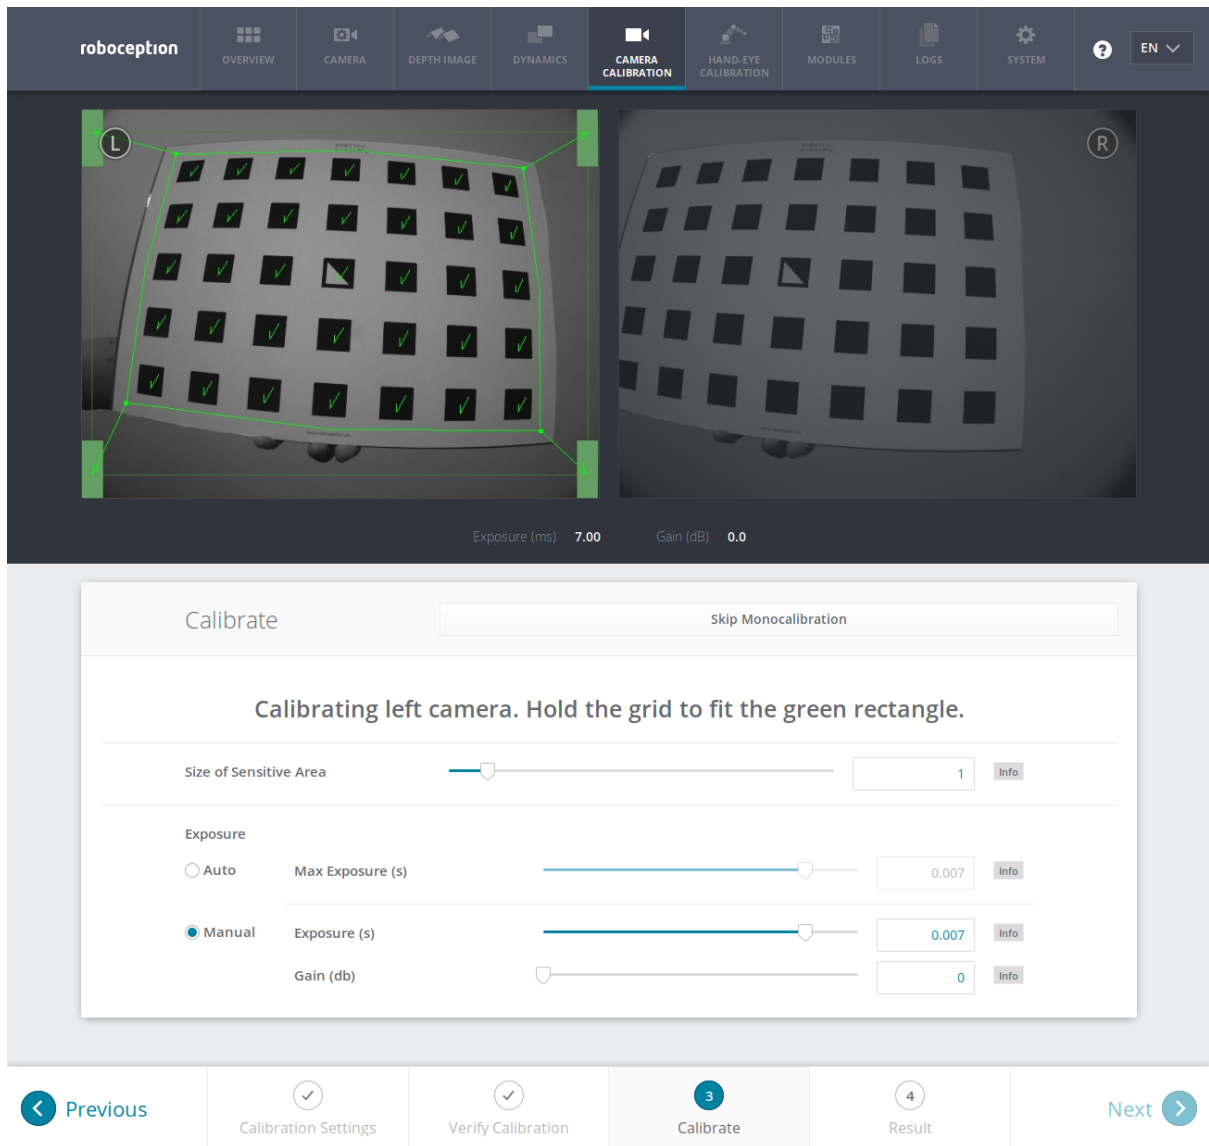 roboception
OVERVIEW
CAMERA
DEPTH IMAGE
DYNAMICS
CAMERA
CALIBRATION
HAND-EYE
CALIBRATION
MODULES
LOGS
SYSTEM
?
EN
L
R
Exposure (ms) 7.00 Gain (dB) 0.0
Calibrate
Skip Monocalibration
Calibrating left camera. Hold the grid to fit the green rectangle.
Size of Sensitive Area 1 Info
Exposure
Auto Max Exposure (s) 0.007 Info
Manual Exposure (s) 0.007 Info
Gain (db) 0 Info
Previous
Calibration Settings
Verify Calibration
3
Calibrate
4
Result
Next